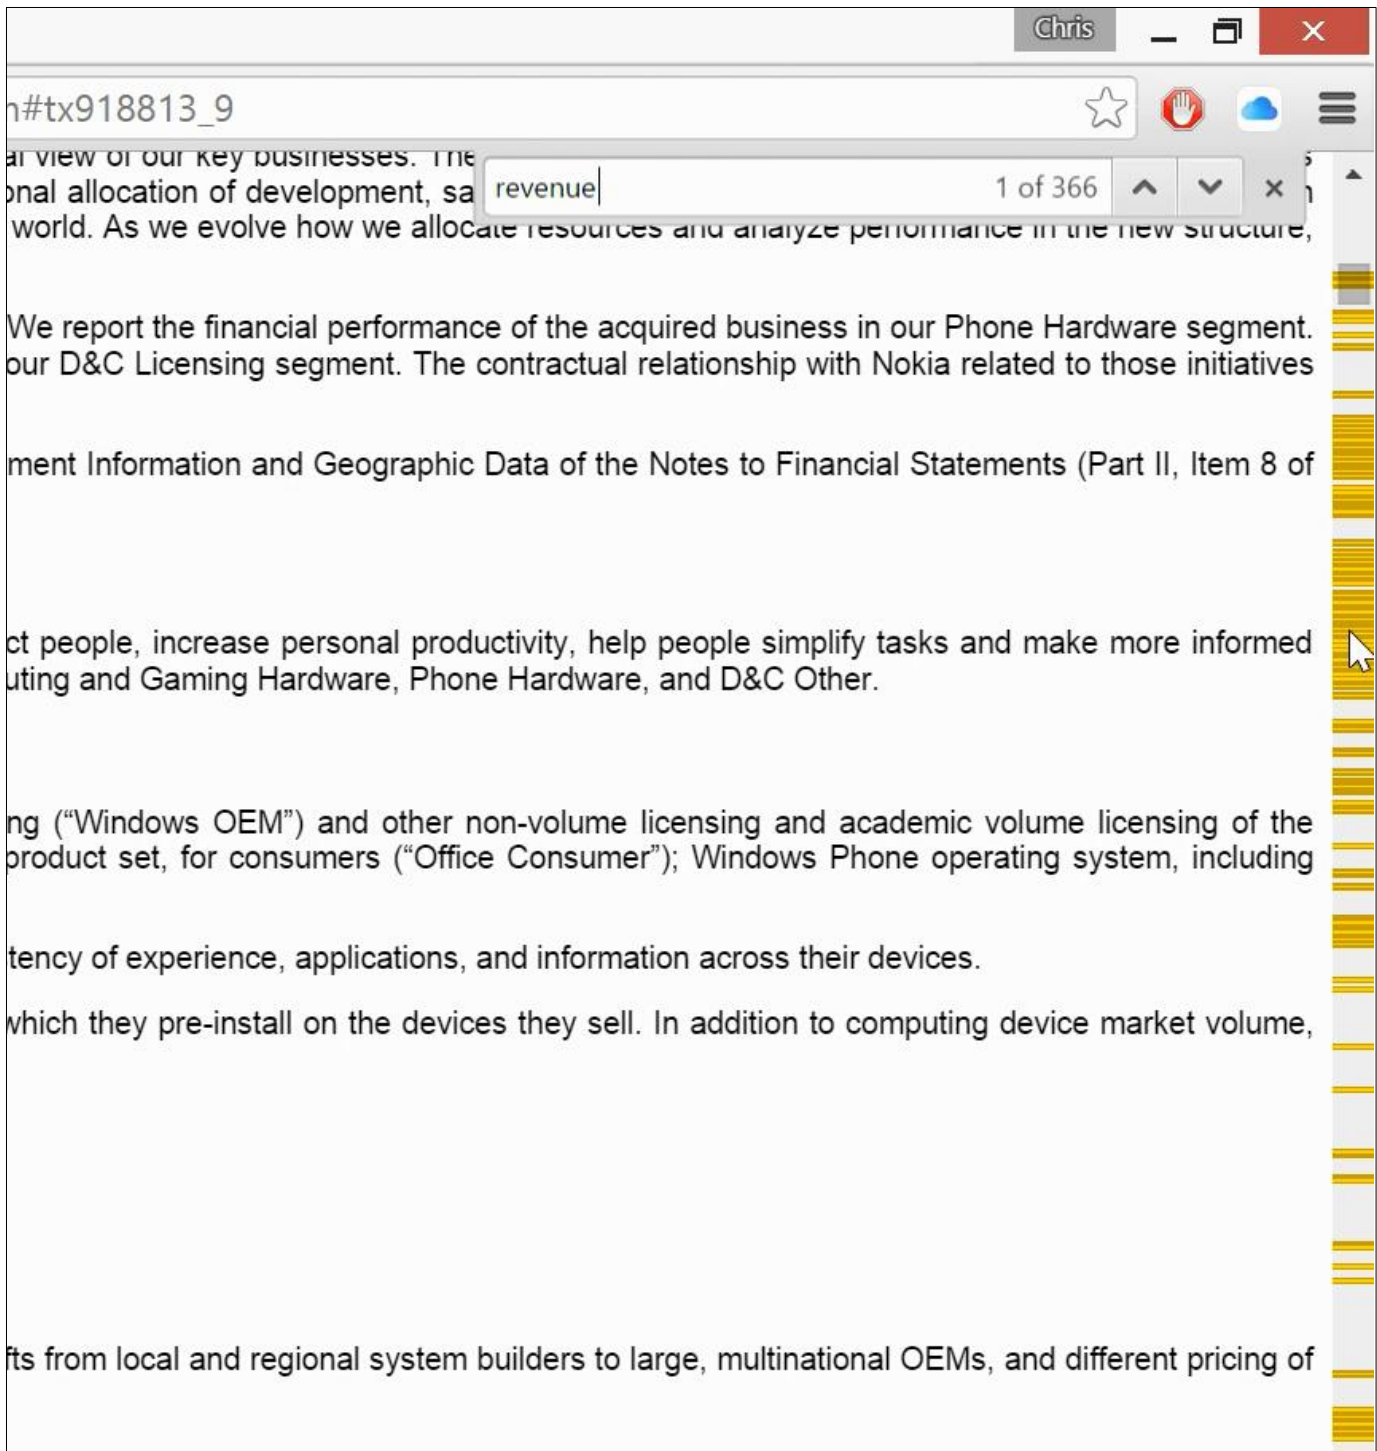 Chris
n#tx918813_9
al view of our key businesses. The
revenue
1 of 366
onal allocation of development, sa
world. As we evolve how we allocate resources and analyze performance in the new structure,
We report the financial performance of the acquired business in our Phone Hardware segment.
our D&C Licensing segment. The contractual relationship with Nokia related to those initiatives
ment Information and Geographic Data of the Notes to Financial Statements (Part II, Item 8 of
ct people, increase personal productivity, help people simplify tasks and make more informed
uting and Gaming Hardware, Phone Hardware, and D&C Other.
ng (“Windows OEM”) and other non-volume licensing and academic volume licensing of the
product set, for consumers (“Office Consumer”); Windows Phone operating system, including
tency of experience, applications, and information across their devices.
which they pre-install on the devices they sell. In addition to computing device market volume,
fts from local and regional system builders to large, multinational OEMs, and different pricing of